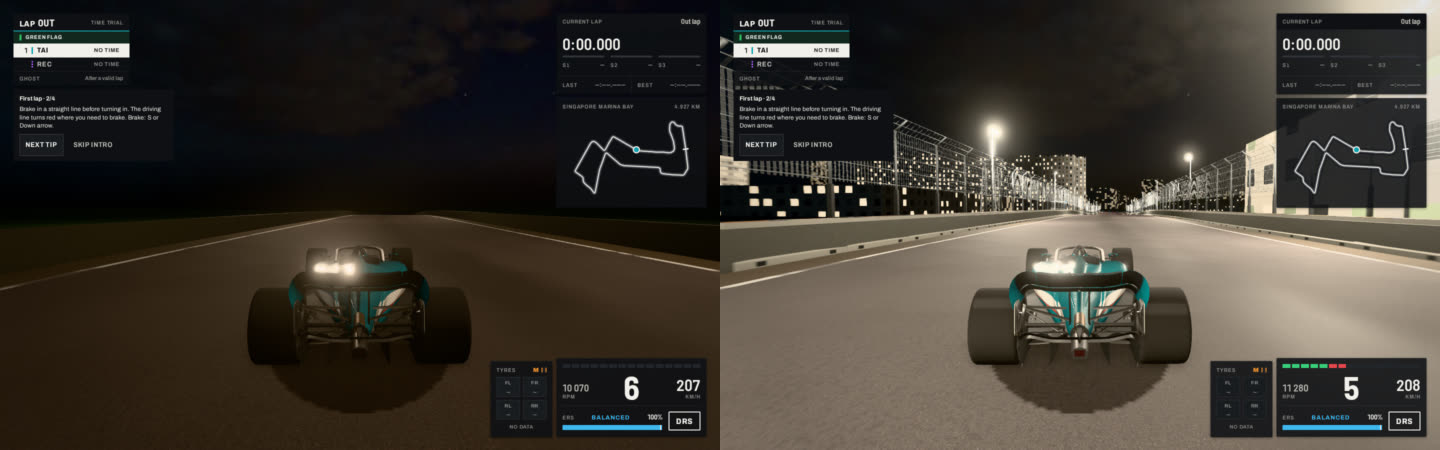 LAP OUT TIME TRIAL
GREEN FLAG
1 TAI NO TIME
REC NO TIME
GHOST After a valid lap
First lap · 2/4
Brake in a straight line before turning in. The driving
line turns red where you need to brake. Brake: S or
Down arrow.
NEXT TIP SKIP INTRO
CURRENT LAP Out lap
0:00.000
S1 — S2 — S3 —
LAST --:--.--- BEST --:--.---
SINGAPORE MARINA BAY 4.927 KM
TYRES M
FL FR
– –
RL RR
– –
NO DATA
10 070 RPM
6
207 KM/H
ERS BALANCED 100%
DRS
LAP OUT TIME TRIAL
GREEN FLAG
1 TAI NO TIME
REC NO TIME
GHOST After a valid lap
First lap · 2/4
Brake in a straight line before turning in. The driving
line turns red where you need to brake. Brake: S or
Down arrow.
NEXT TIP SKIP INTRO
CURRENT LAP Out lap
0:00.000
S1 — S2 — S3 —
LAST --:--.--- BEST --:--.---
SINGAPORE MARINA BAY 4.927 KM
TYRES M
FL FR
– –
RL RR
– –
NO DATA
11 280 RPM
5
208 KM/H
ERS BALANCED 100%
DRS